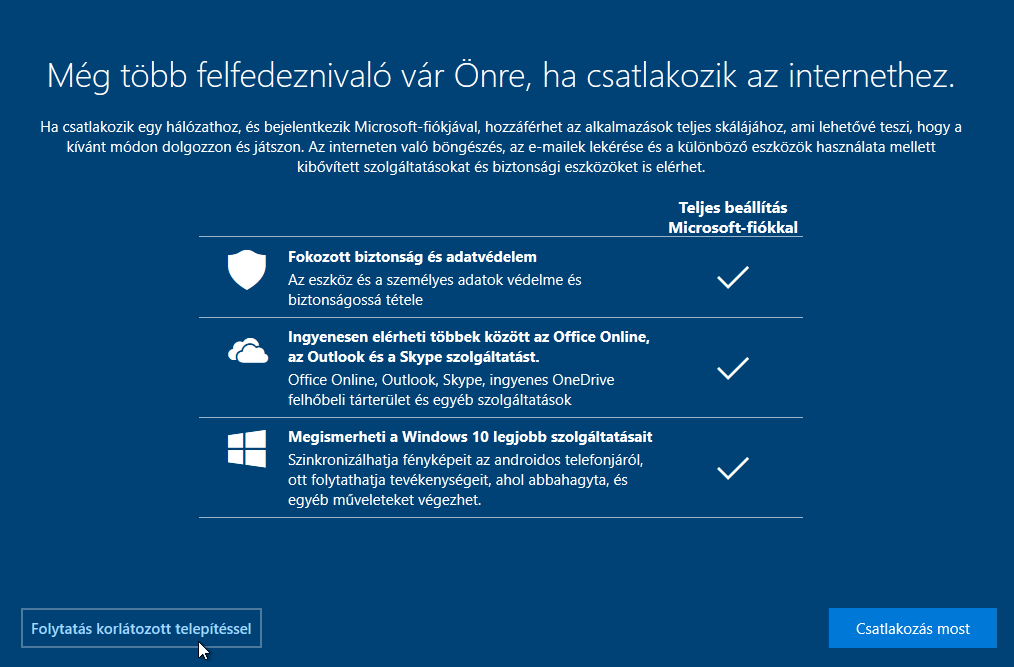 Még több felfedeznivaló vár Önre, ha csatlakozik az internethez.
Ha csatlakozik egy hálózathoz, és bejelentkezik Microsoft-fiókjával, hozzáférhet az alkalmazások teljes skálájához, ami lehetővé teszi, hogy a
kívánt módon dolgozzon és játszon. Az interneten való böngészés, az e-mailek lekérése és a különböző eszközök használata mellett
kibővített szolgáltatásokat és biztonsági eszközöket is elérhet.
Teljes beállítás
Microsoft-fiókkal
Fokozott biztonság és adatvédelem
Az eszköz és a személyes adatok védelme és
biztonságossá tétele
Ingyenesen elérheti többek között az Office Online,
az Outlook és a Skype szolgáltatást.
Office Online, Outlook, Skype, ingyenes OneDrive
felhőbeli tárterület és egyéb szolgáltatások
Megismerheti a Windows 10 legjobb szolgáltatásait
Szinkronizálhatja fényképeit az androidos telefonjáról,
ott folytathatja tevékenységeit, ahol abbahagyta, és
egyéb műveleteket végezhet.
Folytatás korlátozott telepítéssel
Csatlakozás most